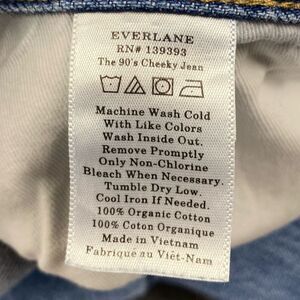 EVERLANE
RN# 139393
The 90's Cheeky Jean
Machine Wash Cold
With Like Colors
Wash Inside Out.
Remove Promptly
Only Non-Chlorine
Bleach When Necessary.
Tumble Dry Low.
Cool Iron If Needed.
100% Organic Cotton
100% Coton Organique
Made in Vietnam
Fabrique au Viêt-Nam